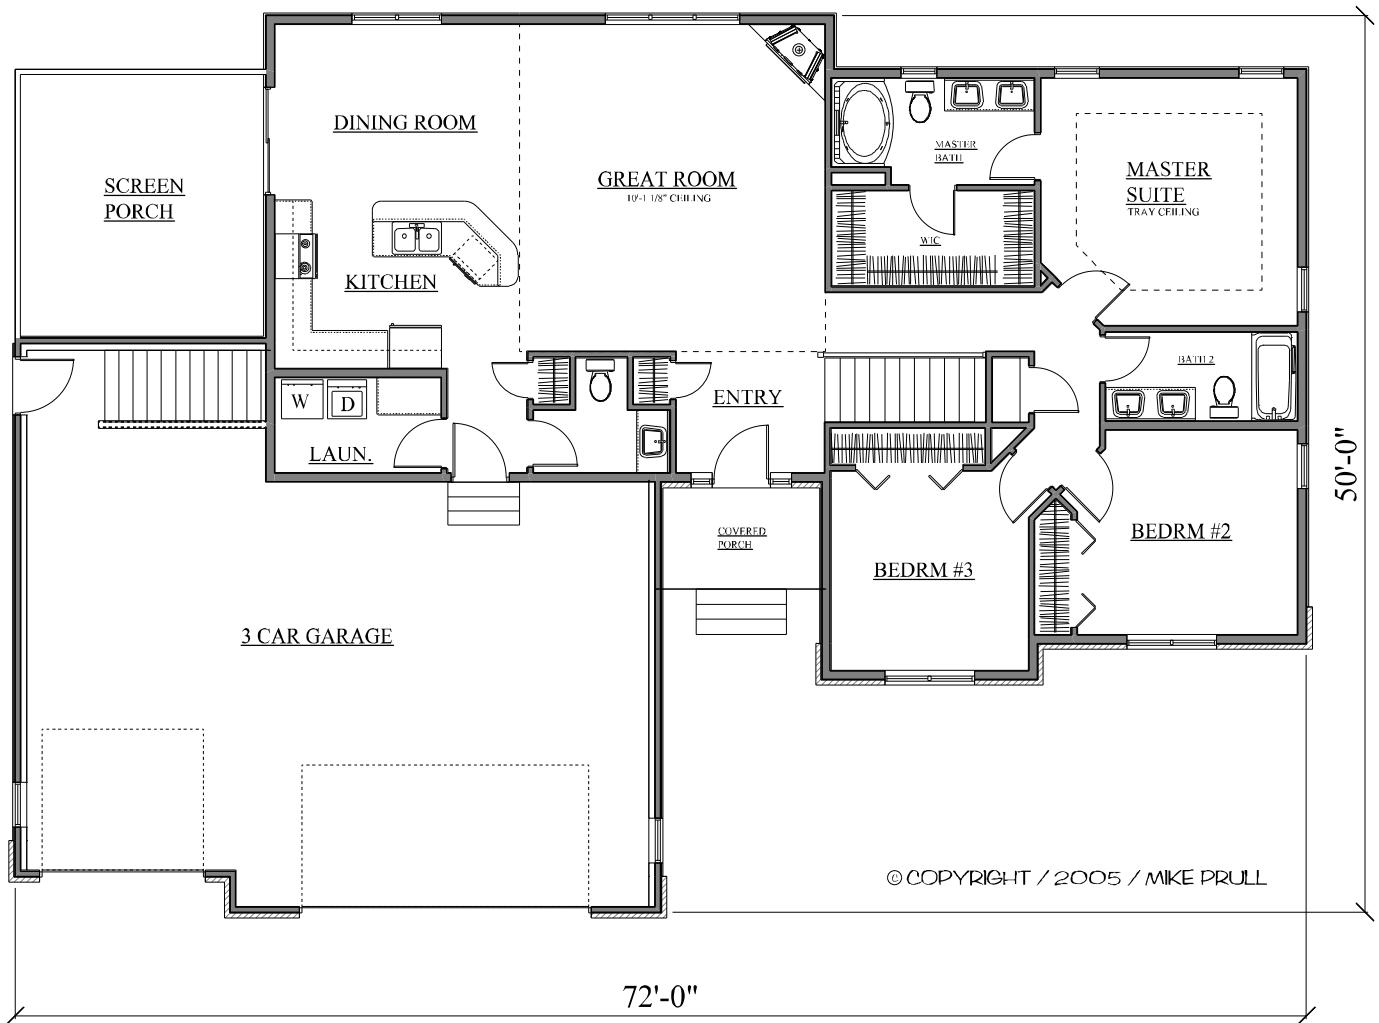 DINING ROOM
SCREEN
PORCH
GREAT ROOM
10'-1 1/8" CEILING
MASTER
BATH
MASTER
SUITE
TRAY CEILING
WIC
KITCHEN
BATH 2
W
D
ENTRY
LAUN.
COVERED
PORCH
BEDRM #2
BEDRM #3
50'-0"
3 CAR GARAGE
© COPYRIGHT / 2005 / MIKE PRULL
72'-0"